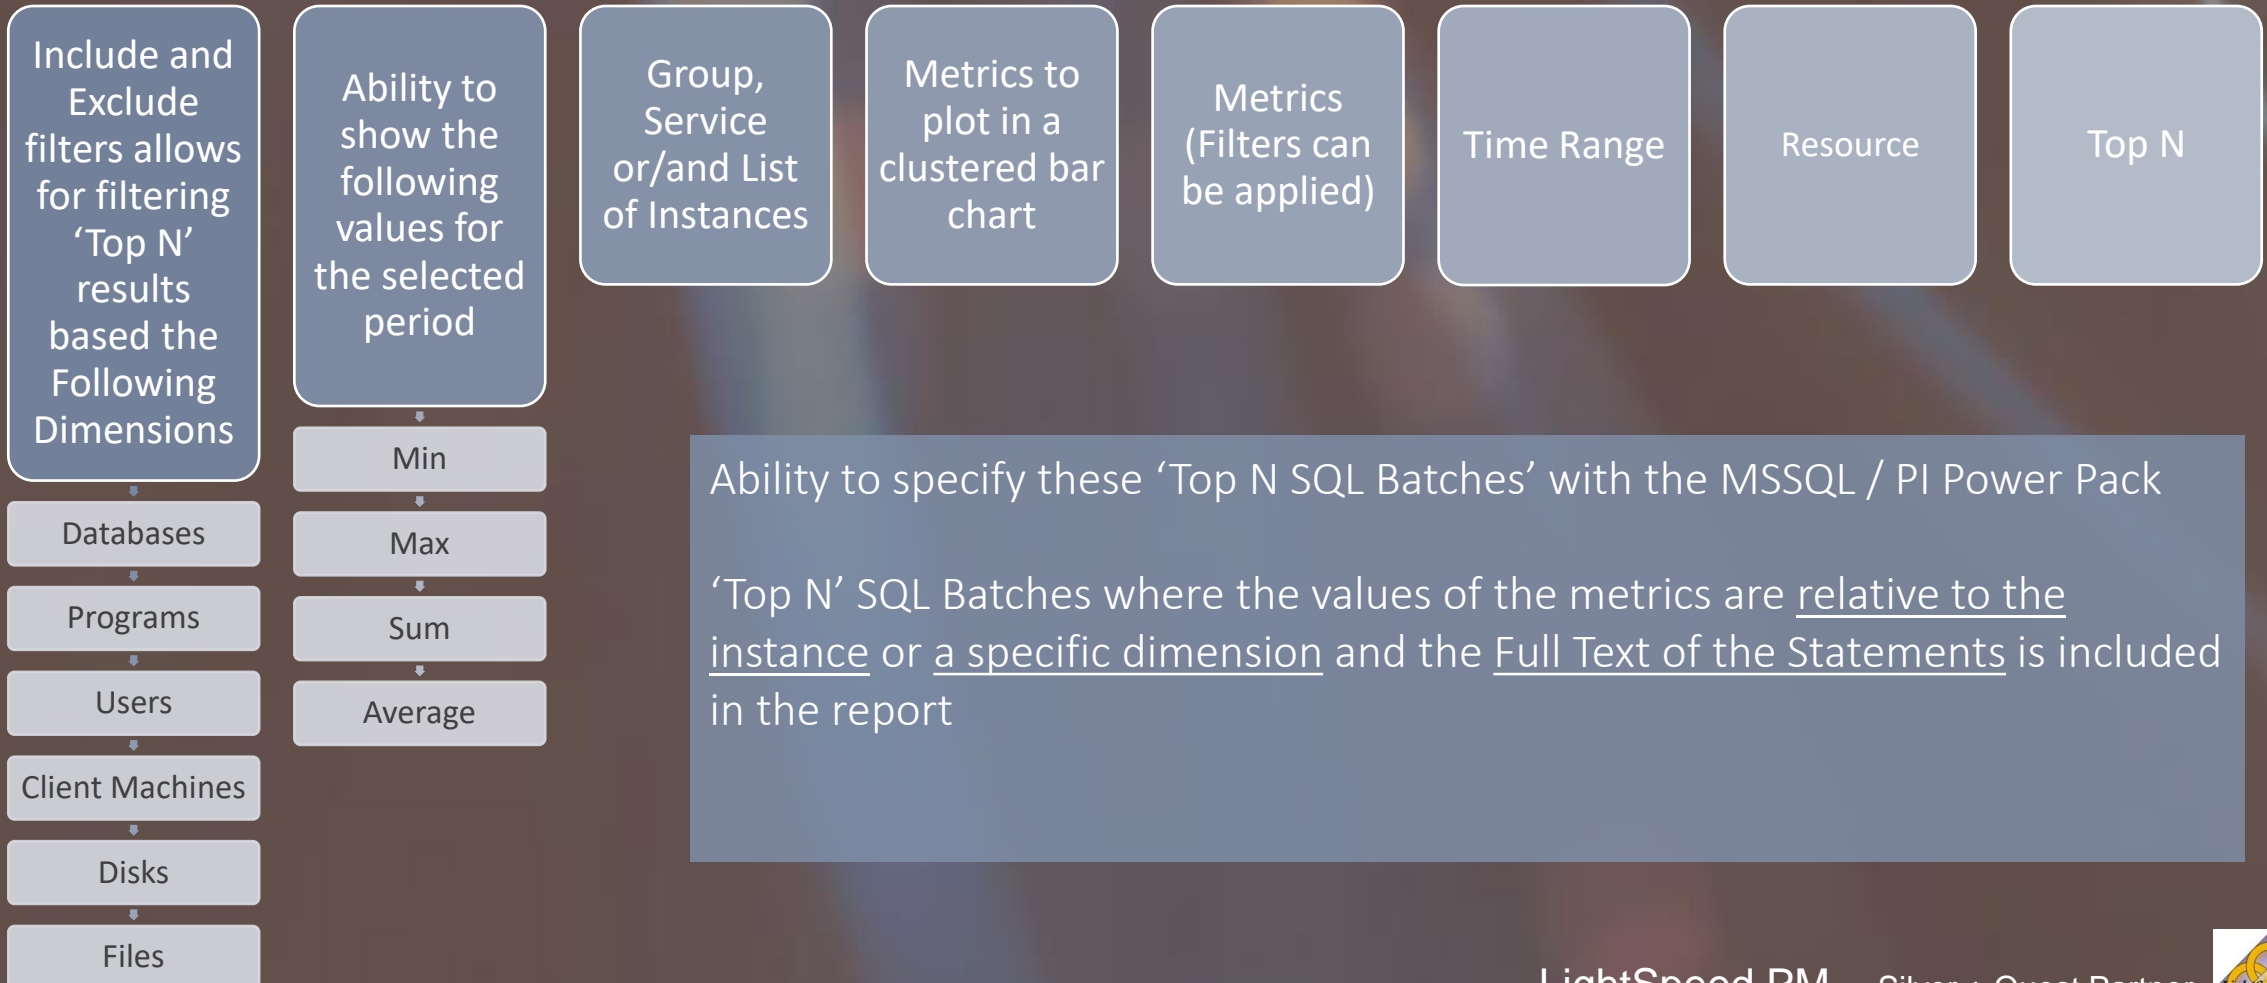 Include and
Exclude
filters allows
for filtering
‘Top N’
results
based the
Following
Dimensions
Databases
Programs
Users
Client Machines
Disks
Files
Ability to
show the
following
values for
the selected
period
Min
Max
Sum
Average
Group,
Service
or/and List
of Instances
Metrics to
plot in a
clustered bar
chart
Metrics
(Filters can
be applied)
Time Range
Resource
Top N
Ability to specify these ‘Top N SQL Batches’ with the MSSQL / PI Power Pack
‘Top N’ SQL Batches where the values of the metrics are relative to the
instance or a specific dimension and the Full Text of the Statements is included
in the report
LightSpeed PM Silver + Quest Partner